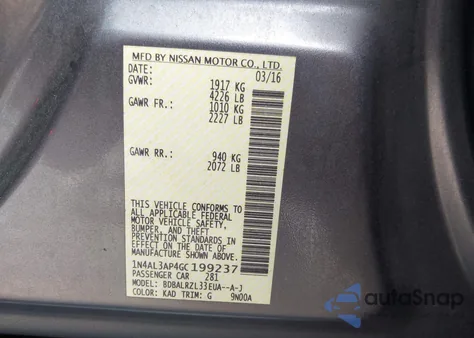 MFD BY NISSAN MOTOR CO., LTD.
DATE: 03/16
GVWR: 1917 KG
4226 LB
GAWR FR.: 1010 KG
2227 LB
GAWR RR.: 940 KG
2072 LB
THIS VEHICLE CONFORMS TO
ALL APPLICABLE FEDERAL
MOTOR VEHICLE SAFETY,
BUMPER, AND THEFT
PREVENTION STANDARDS IN
EFFECT ON THE DATE OF
MANUFACTURE SHOWN ABOVE.
1N4AL3AP4GC199237
PASSENGER CAR 281
MODEL: BDBALRZL33EUA--A-J
COLOR: KAD TRIM: G 9N00A
autoSnap